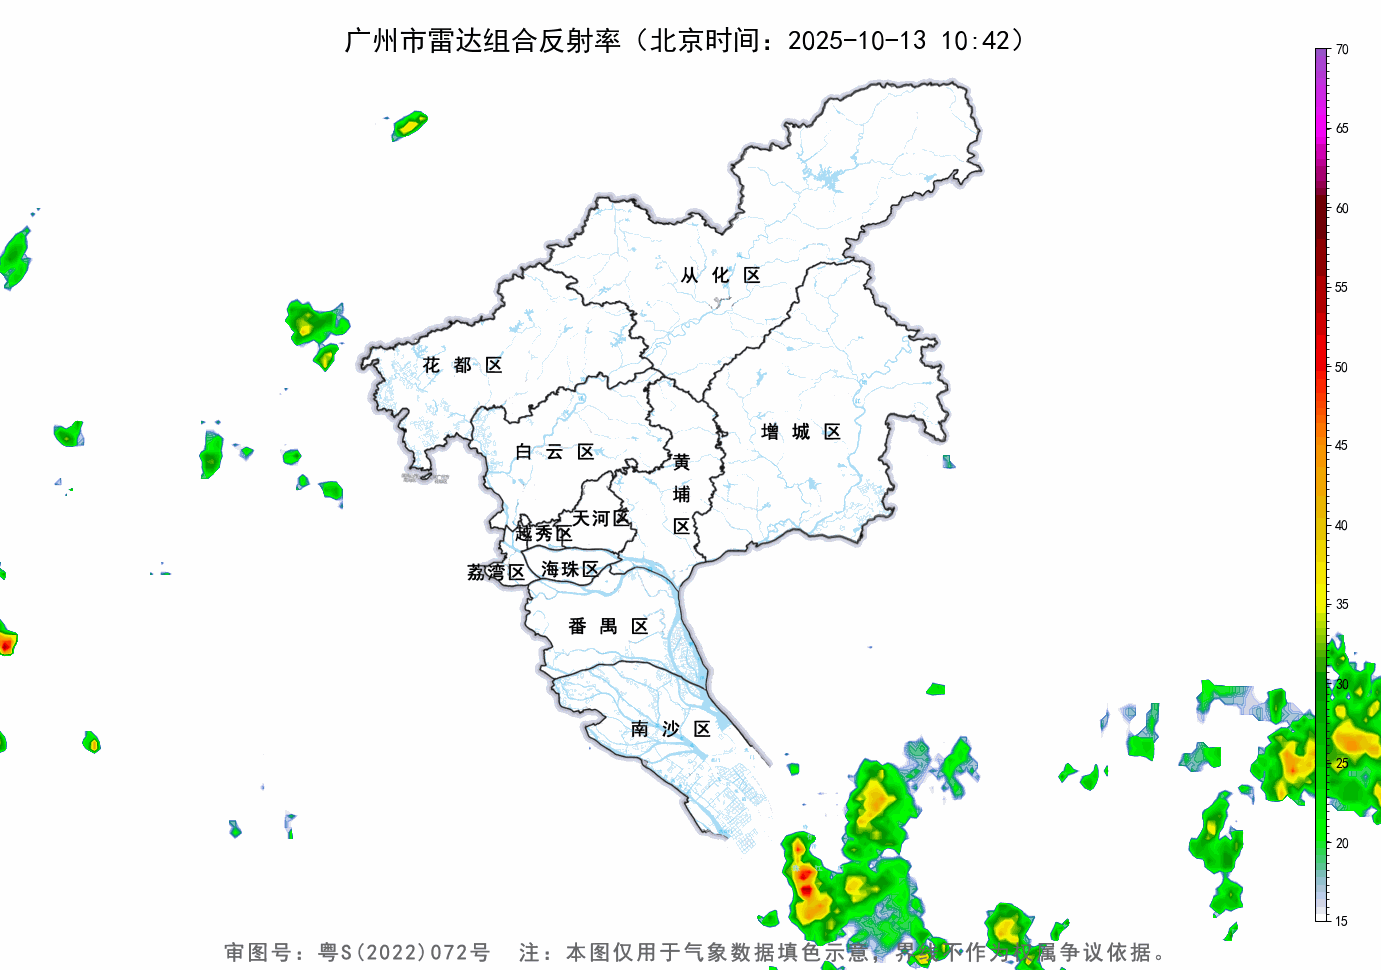 广州市雷达组合反射率（北京时间：2025-10-13 10:42）
70
65
60
55
50
45
40
35
30
25
20
15
从化区
花都区
增城区
白云区
黄埔区
天河区
越秀区
荔湾区
海珠区
番禺区
南沙区
审图号：粤S(2022)072号 注：本图仅用于气象数据填色示意，界线不作为权属争议依据。